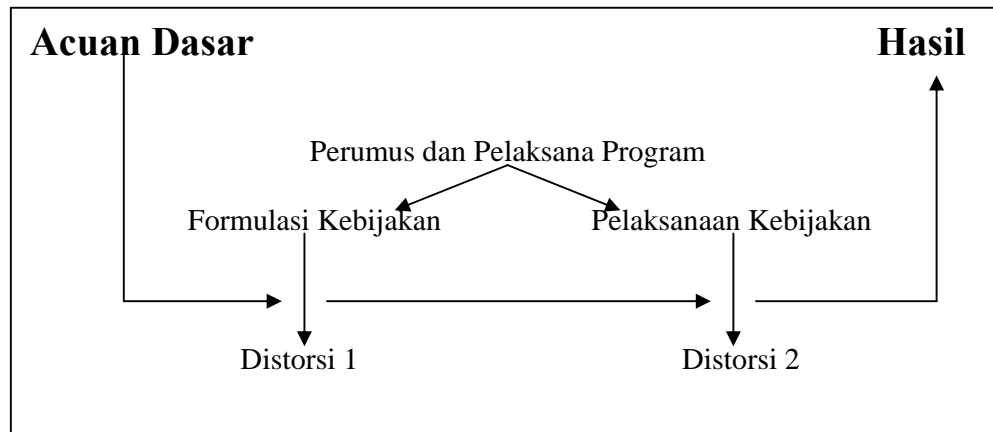 Acuan Dasar
Hasil
Perumus dan Pelaksana Program
Formulasi Kebijakan
Pelaksanaan Kebijakan
Distorsi 1
Distorsi 2